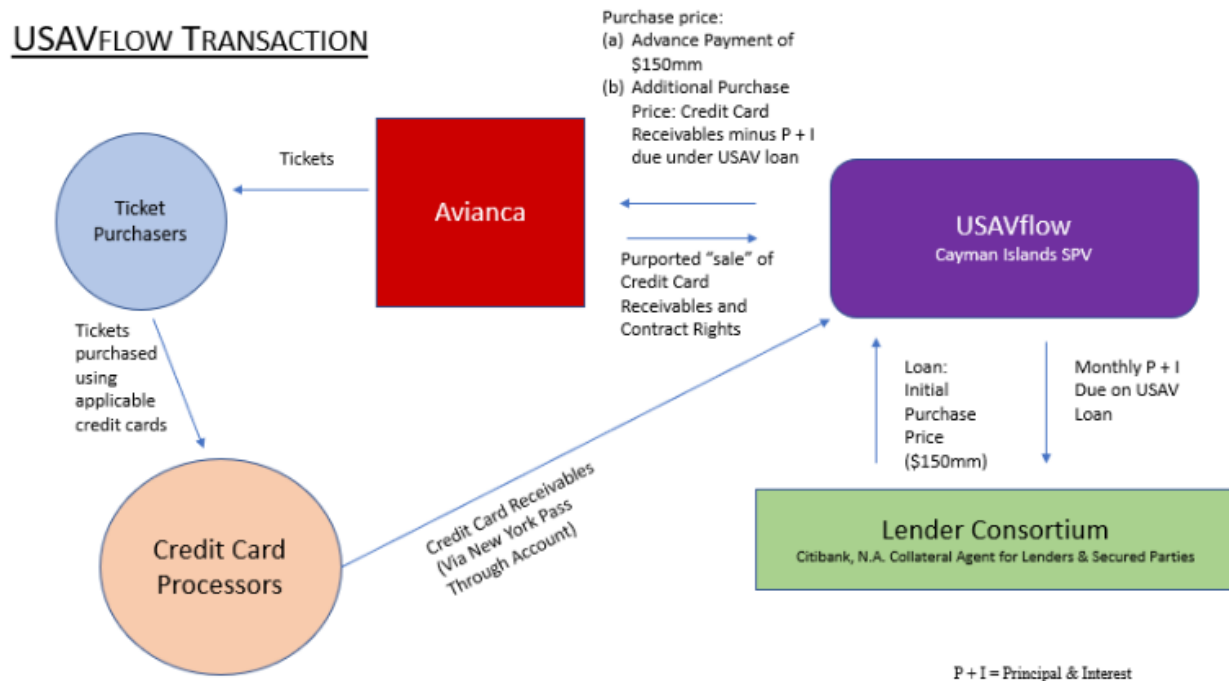 USAVFLOW TRANSACTION
Purchase price:
(a) Advance Payment of
$150mm
(b) Additional Purchase
Price: Credit Card
Receivables minus P + I
due under USAV loan
Tickets
Ticket
Purchasers
Avianca
USAVflow
Cayman Islands SPV
Purported “sale” of
Credit Card
Receivables and
Contract Rights
Tickets
purchased
using
applicable
credit cards
Loan:
Initial
Purchase
Price
($150mm)
Monthly P + I
Due on USAV
Loan
Credit Card Receivables
(Via New York Pass
Through Account)
Credit Card
Processors
Lender Consortium
Citibank, N.A. Collateral Agent for Lenders & Secured Parties
P + I = Principal & Interest